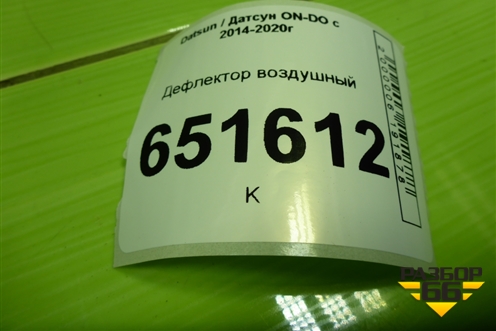 Datsun / Датсун ON-DO с
2014-2020г
Дефлектор воздушный
651612
К
РАЗБОР
66